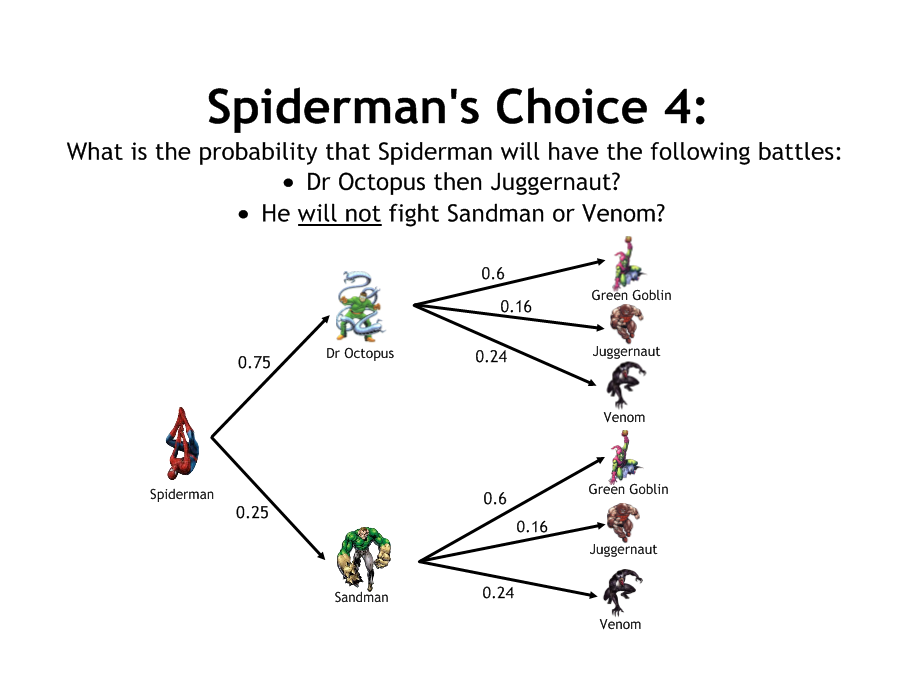 Spiderman's Choice 4:
What is the probability that Spiderman will have the following battles:
• Dr Octopus then Juggernaut?
• He will not fight Sandman or Venom?
0.6
Green Goblin
0.16
Juggernaut
0.24
Venom
Dr Octopus
0.75
Spiderman
0.25
0.6
Green Goblin
0.16
Juggernaut
0.24
Venom
Sandman